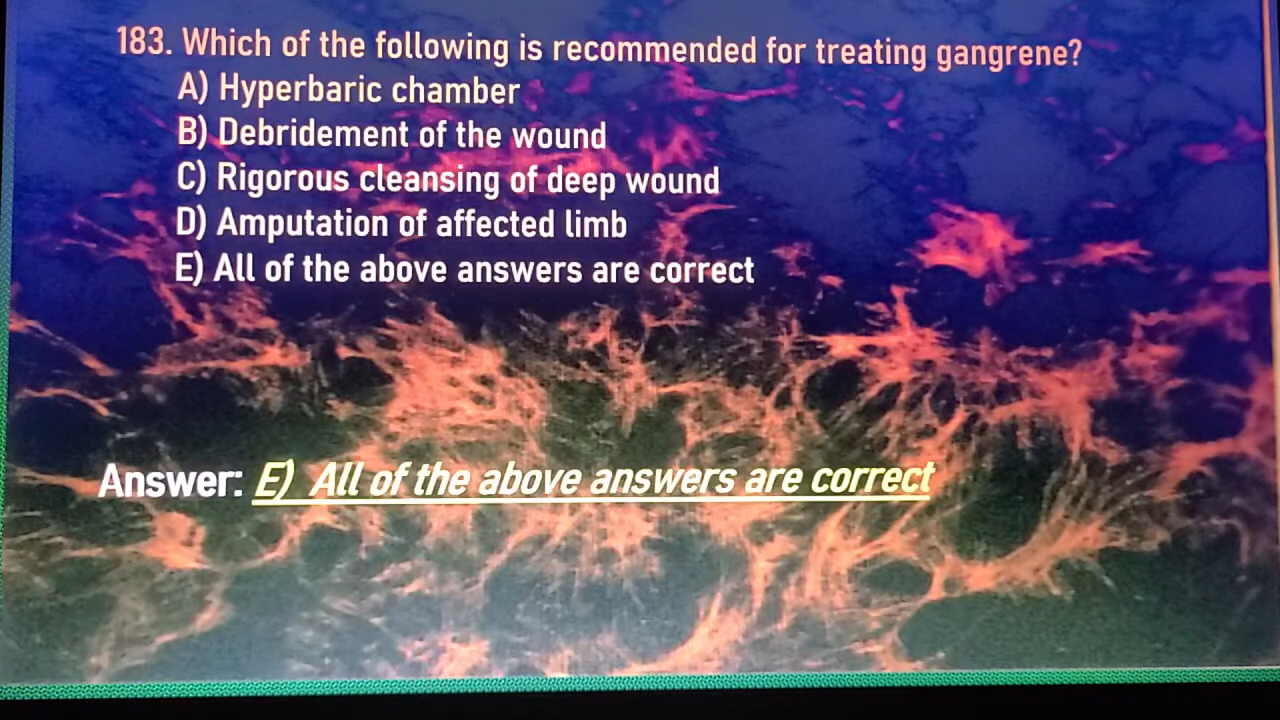 183. Which of the following is recommended for treating gangrene?
A) Hyperbaric chamber
B) Debridement of the wound
C) Rigorous cleansing of deep wound
D) Amputation of affected limb
E) All of the above answers are correct
Answer: E) All of the above answers are correct